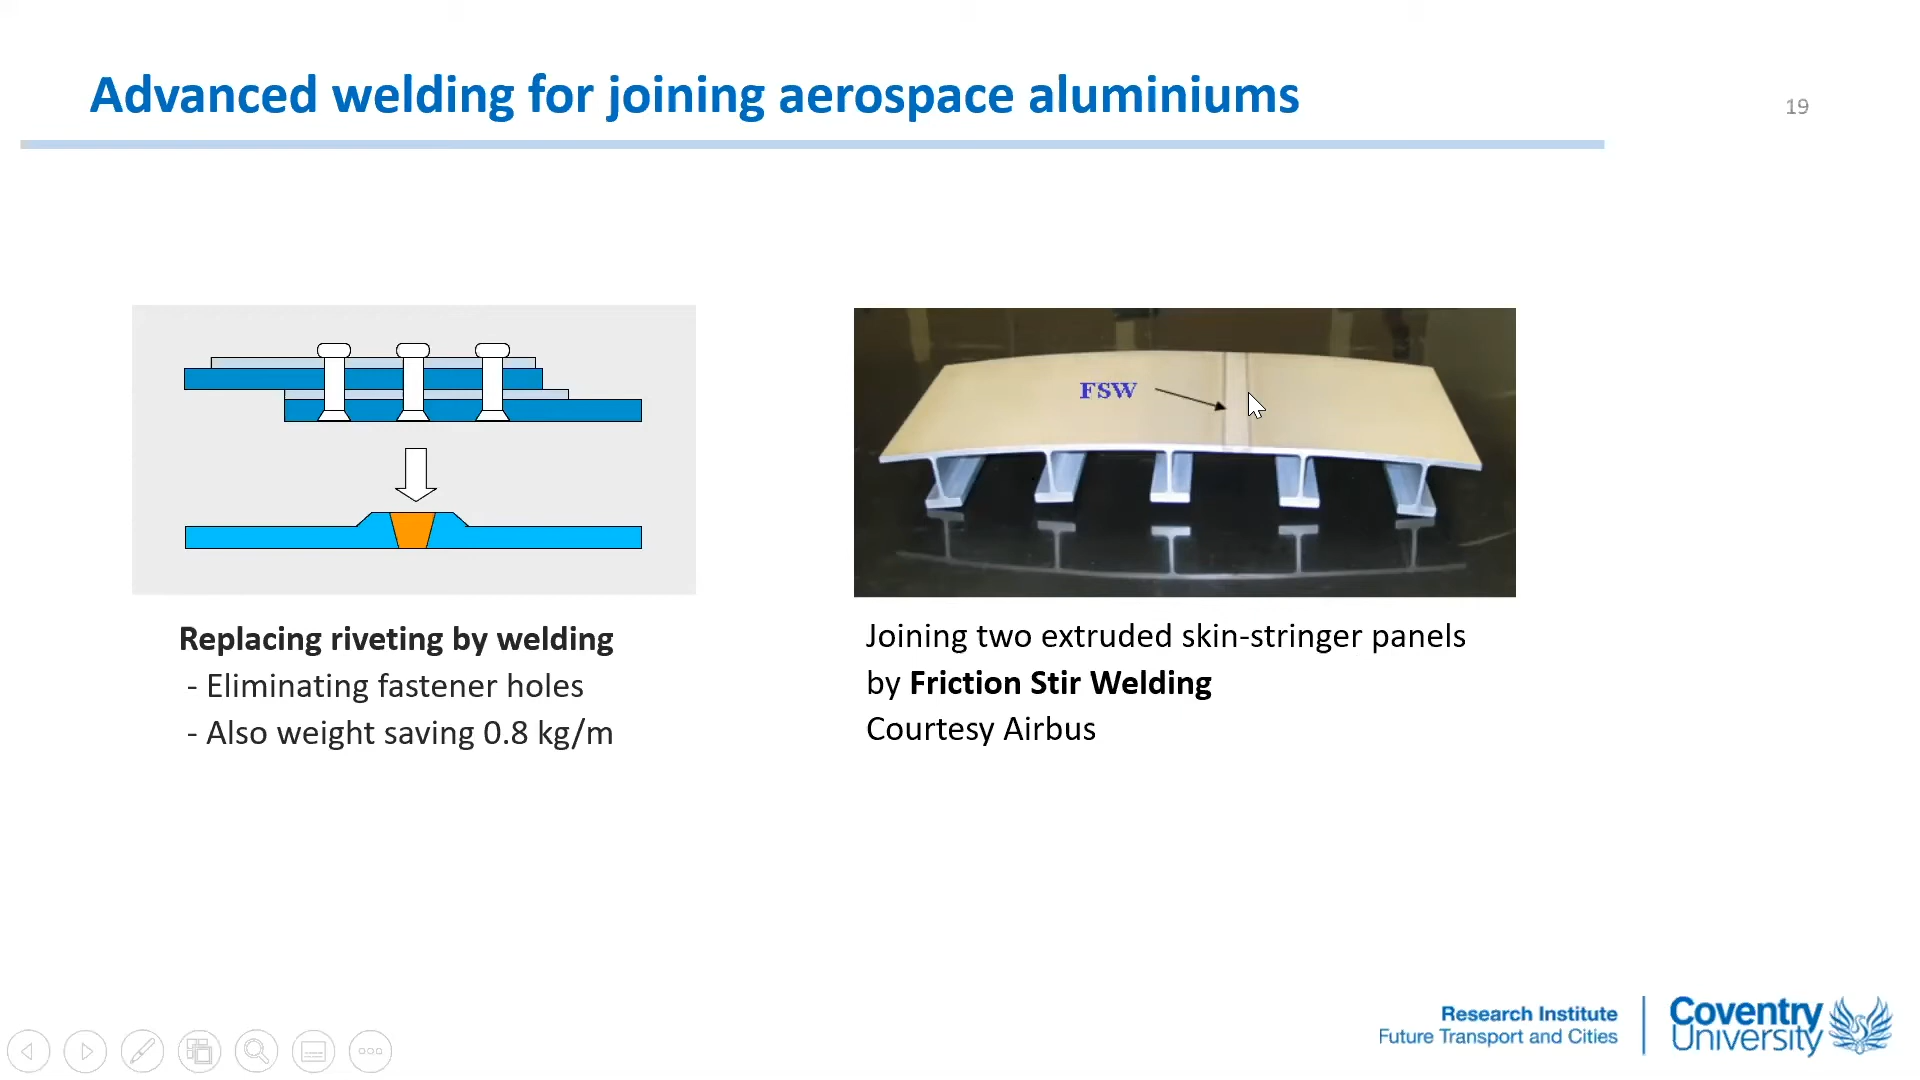 Advanced welding for joining aerospace aluminiums
19
FSW
Replacing riveting by welding
- Eliminating fastener holes
- Also weight saving 0.8 kg/m
Joining two extruded skin-stringer panels
by Friction Stir Welding
Courtesy Airbus
Research Institute
Future Transport and Cities
Coventry
University